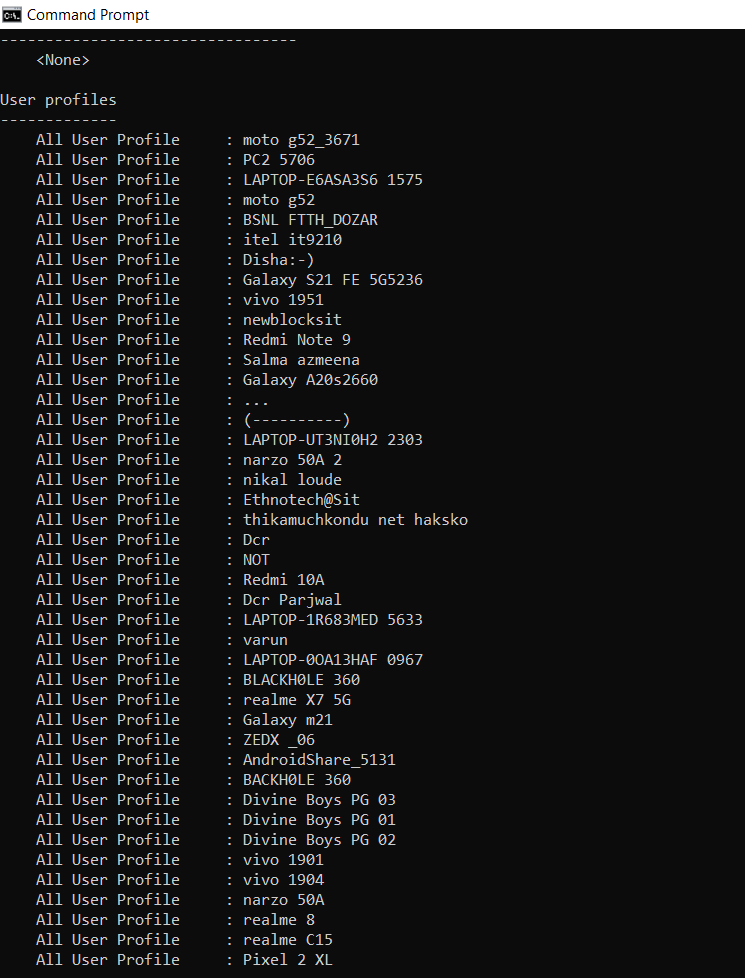 Command Prompt
---------------------------------
<None>
User profiles
-------------
All User Profile : moto g52_3671
All User Profile : PC2 5706
All User Profile : LAPTOP-E6ASA3S6 1575
All User Profile : moto g52
All User Profile : BSNL FTTH_DOZAR
All User Profile : itel it9210
All User Profile : Disha:-)
All User Profile : Galaxy S21 FE 5G5236
All User Profile : vivo 1951
All User Profile : newblocksit
All User Profile : Redmi Note 9
All User Profile : Salma azmeena
All User Profile : Galaxy A20s2660
All User Profile : ...
All User Profile : (----------)
All User Profile : LAPTOP-UT3NI0H2 2303
All User Profile : narzo 50A 2
All User Profile : nikal loude
All User Profile : Ethnotech@Sit
All User Profile : thikamuchkondu net haksko
All User Profile : Dcr
All User Profile : NOT
All User Profile : Redmi 10A
All User Profile : Dcr Parjwal
All User Profile : LAPTOP-1R683MED 5633
All User Profile : varun
All User Profile : LAPTOP-0OA13HAF 0967
All User Profile : BLACKH0LE 360
All User Profile : realme X7 5G
All User Profile : Galaxy m21
All User Profile : ZEDX _06
All User Profile : AndroidShare_5131
All User Profile : BACKH0LE 360
All User Profile : Divine Boys PG 03
All User Profile : Divine Boys PG 01
All User Profile : Divine Boys PG 02
All User Profile : vivo 1901
All User Profile : vivo 1904
All User Profile : narzo 50A
All User Profile : realme 8
All User Profile : realme C15
All User Profile : Pixel 2 XL